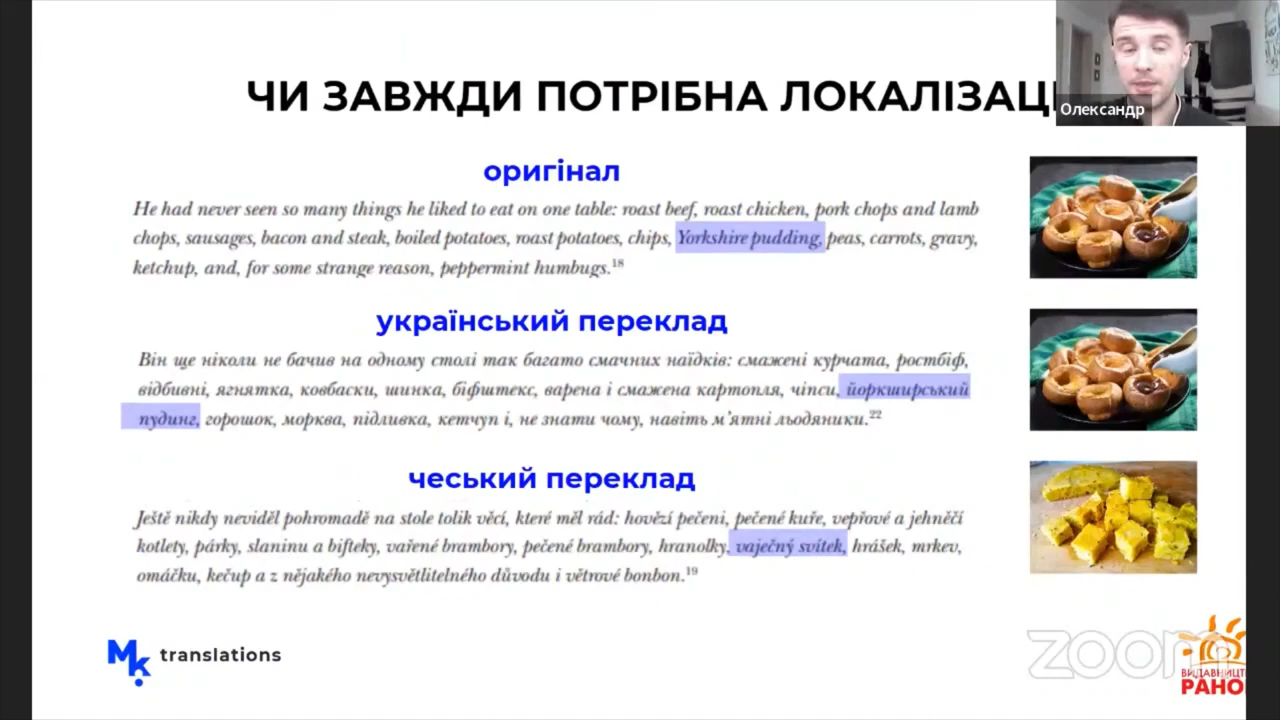 ЧИ ЗАВЖДИ ПОТРІБНА ЛОКАЛІЗАЦІ
Олександр
оригінал
He had never seen so many things he liked to eat on one table: roast beef, roast chicken, pork chops and lamb
chops, sausages, bacon and steak, boiled potatoes, roast potatoes, chips, Yorkshire pudding, peas, carrots, gravy,
ketchup, and, for some strange reason, peppermint humbugs.¹⁸
український переклад
Він ще ніколи не бачив на одному столі так багато смачних наїдків: смажені курчата, ростбіф,
відбивні, ягнятка, ковбаски, шинка, біфштекс, варена і смажена картопля, чіпси, йоркширський
пудинг, горошок, морква, підливка, кетчуп і, не знати чому, навіть м’ятні льодяники.²²
чеський переклад
Ještě nikdy neviděl pohromadě na stole tolik věcí, které měl rád: hovězí pečeni, pečené kuře, vepřové a jehněčí
kotlety, párky, slaninu a bifteky, vařené brambory, pečené brambory, hranolky, vaječný svítek, hrášek, mrkev,
omáčku, kečup a z nějakého nevysvětlitelného důvodu i větrové bonbon.¹⁹
Mk translations
zoom
ВИДАВНИЦТ
РАНО